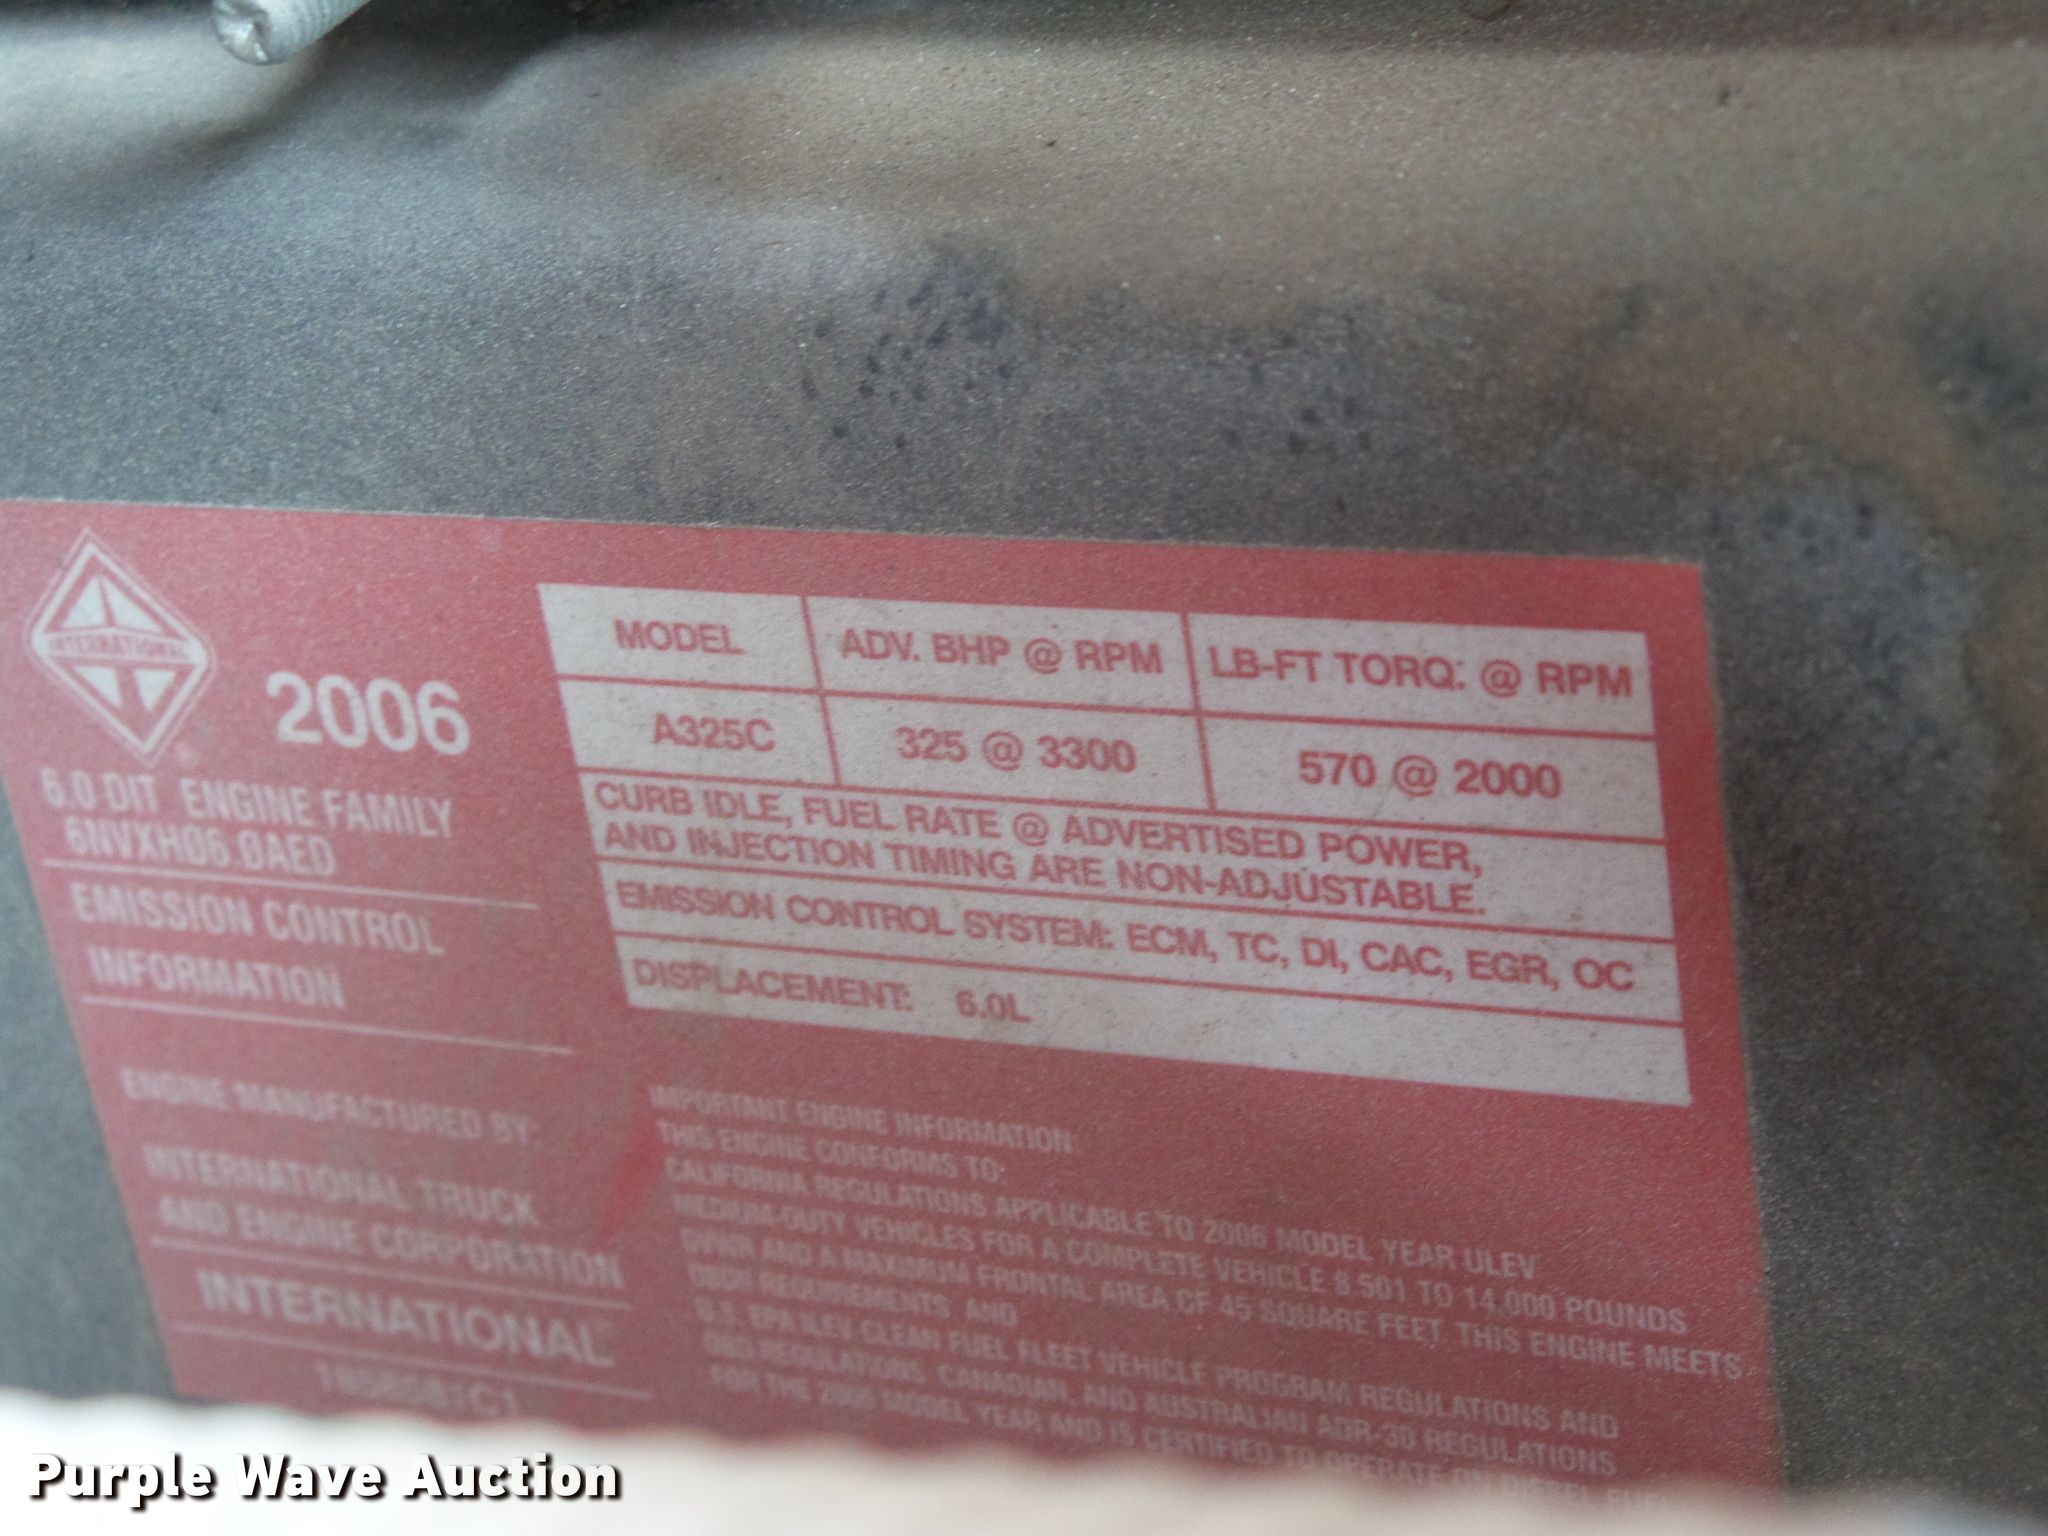 INTERNATIONAL
2006
6.0 DIT ENGINE FAMILY
6NVXH06.0AED
EMISSION CONTROL
INFORMATION
ENGINE MANUFACTURED BY:
INTERNATIONAL TRUCK
AND ENGINE CORPORATION
INTERNATIONAL
MODEL ADV. BHP @ RPM LB-FT TORQ: @ RPM
A325C 325 @ 3300 570 @ 2000
CURB IDLE, FUEL RATE @ ADVERTISED POWER,
AND INJECTION TIMING ARE NON-ADJUSTABLE.
EMISSION CONTROL SYSTEM: ECM, TC, DI, CAC, EGR, OC
DISPLACEMENT: 6.0L
IMPORTANT ENGINE INFORMATION:
THIS ENGINE CONFORMS TO:
CALIFORNIA REGULATIONS APPLICABLE TO 2006 MODEL YEAR ULEV
MEDIUM-DUTY VEHICLES FOR A COMPLETE VEHICLE 8,501 TO 14,000 POUNDS
GVWR AND A MAXIMUM FRONTAL AREA OF 45 SQUARE FEET. THIS ENGINE MEETS
REQUIREMENTS, AND
U.S. EPA ILEV CLEAN FUEL FLEET VEHICLE PROGRAM REGULATIONS AND
OBD REGULATIONS, CANADIAN, AND AUSTRALIAN ADR-30 REGULATIONS
FOR THE 2006 MODEL YEAR AND IS CERTIFIED TO OPERATE ON DIESEL FUEL
Purple Wave Auction